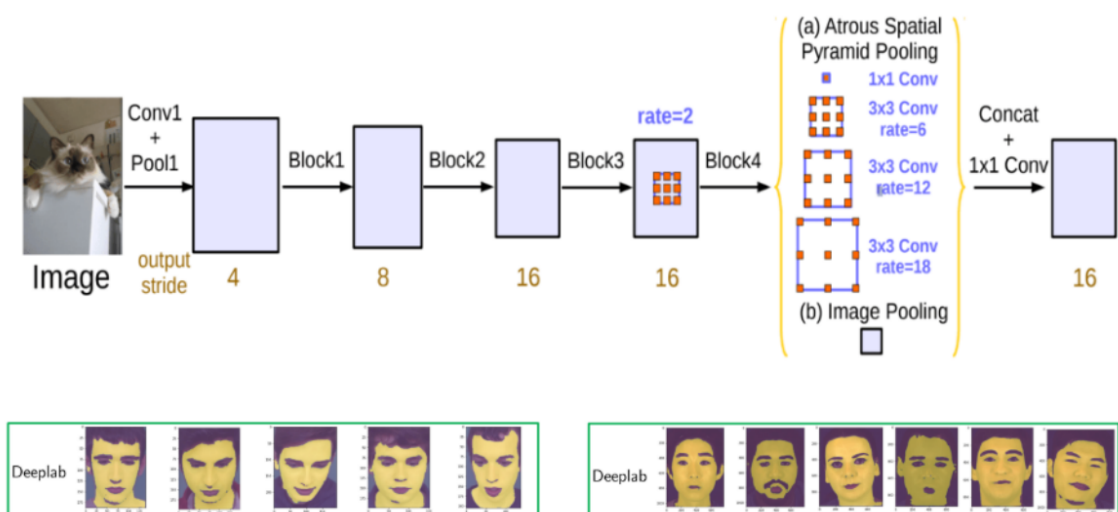 (a) Atrous Spatial
Pyramid Pooling
1x1 Conv
3x3 Conv
rate=6
3x3 Conv
rate=12
3x3 Conv
rate=18
(b) Image Pooling
Conv1
+
Pool1
Block1
Block2
Block3
rate=2
Block4
Concat
+
1x1 Conv
Image
output
stride
4
8
16
16
16
Deeplab
Deeplab